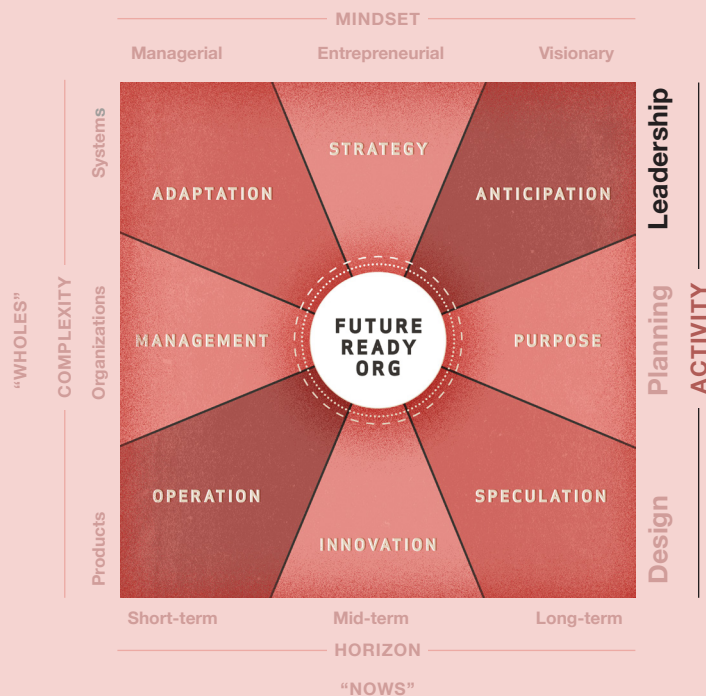 MINDSET
Managerial Entrepreneurial Visionary
Systems
Leadership
STRATEGY
ADAPTATION
ANTICIPATION
"WHOLES"
COMPLEXITY
Organizations
MANAGEMENT
FUTURE
READY
ORG
PURPOSE
Planning
ACTIVITY
OPERATION
SPECULATION
INNOVATION
Products
Design
Short-term Mid-term Long-term
HORIZON
“NOWS”